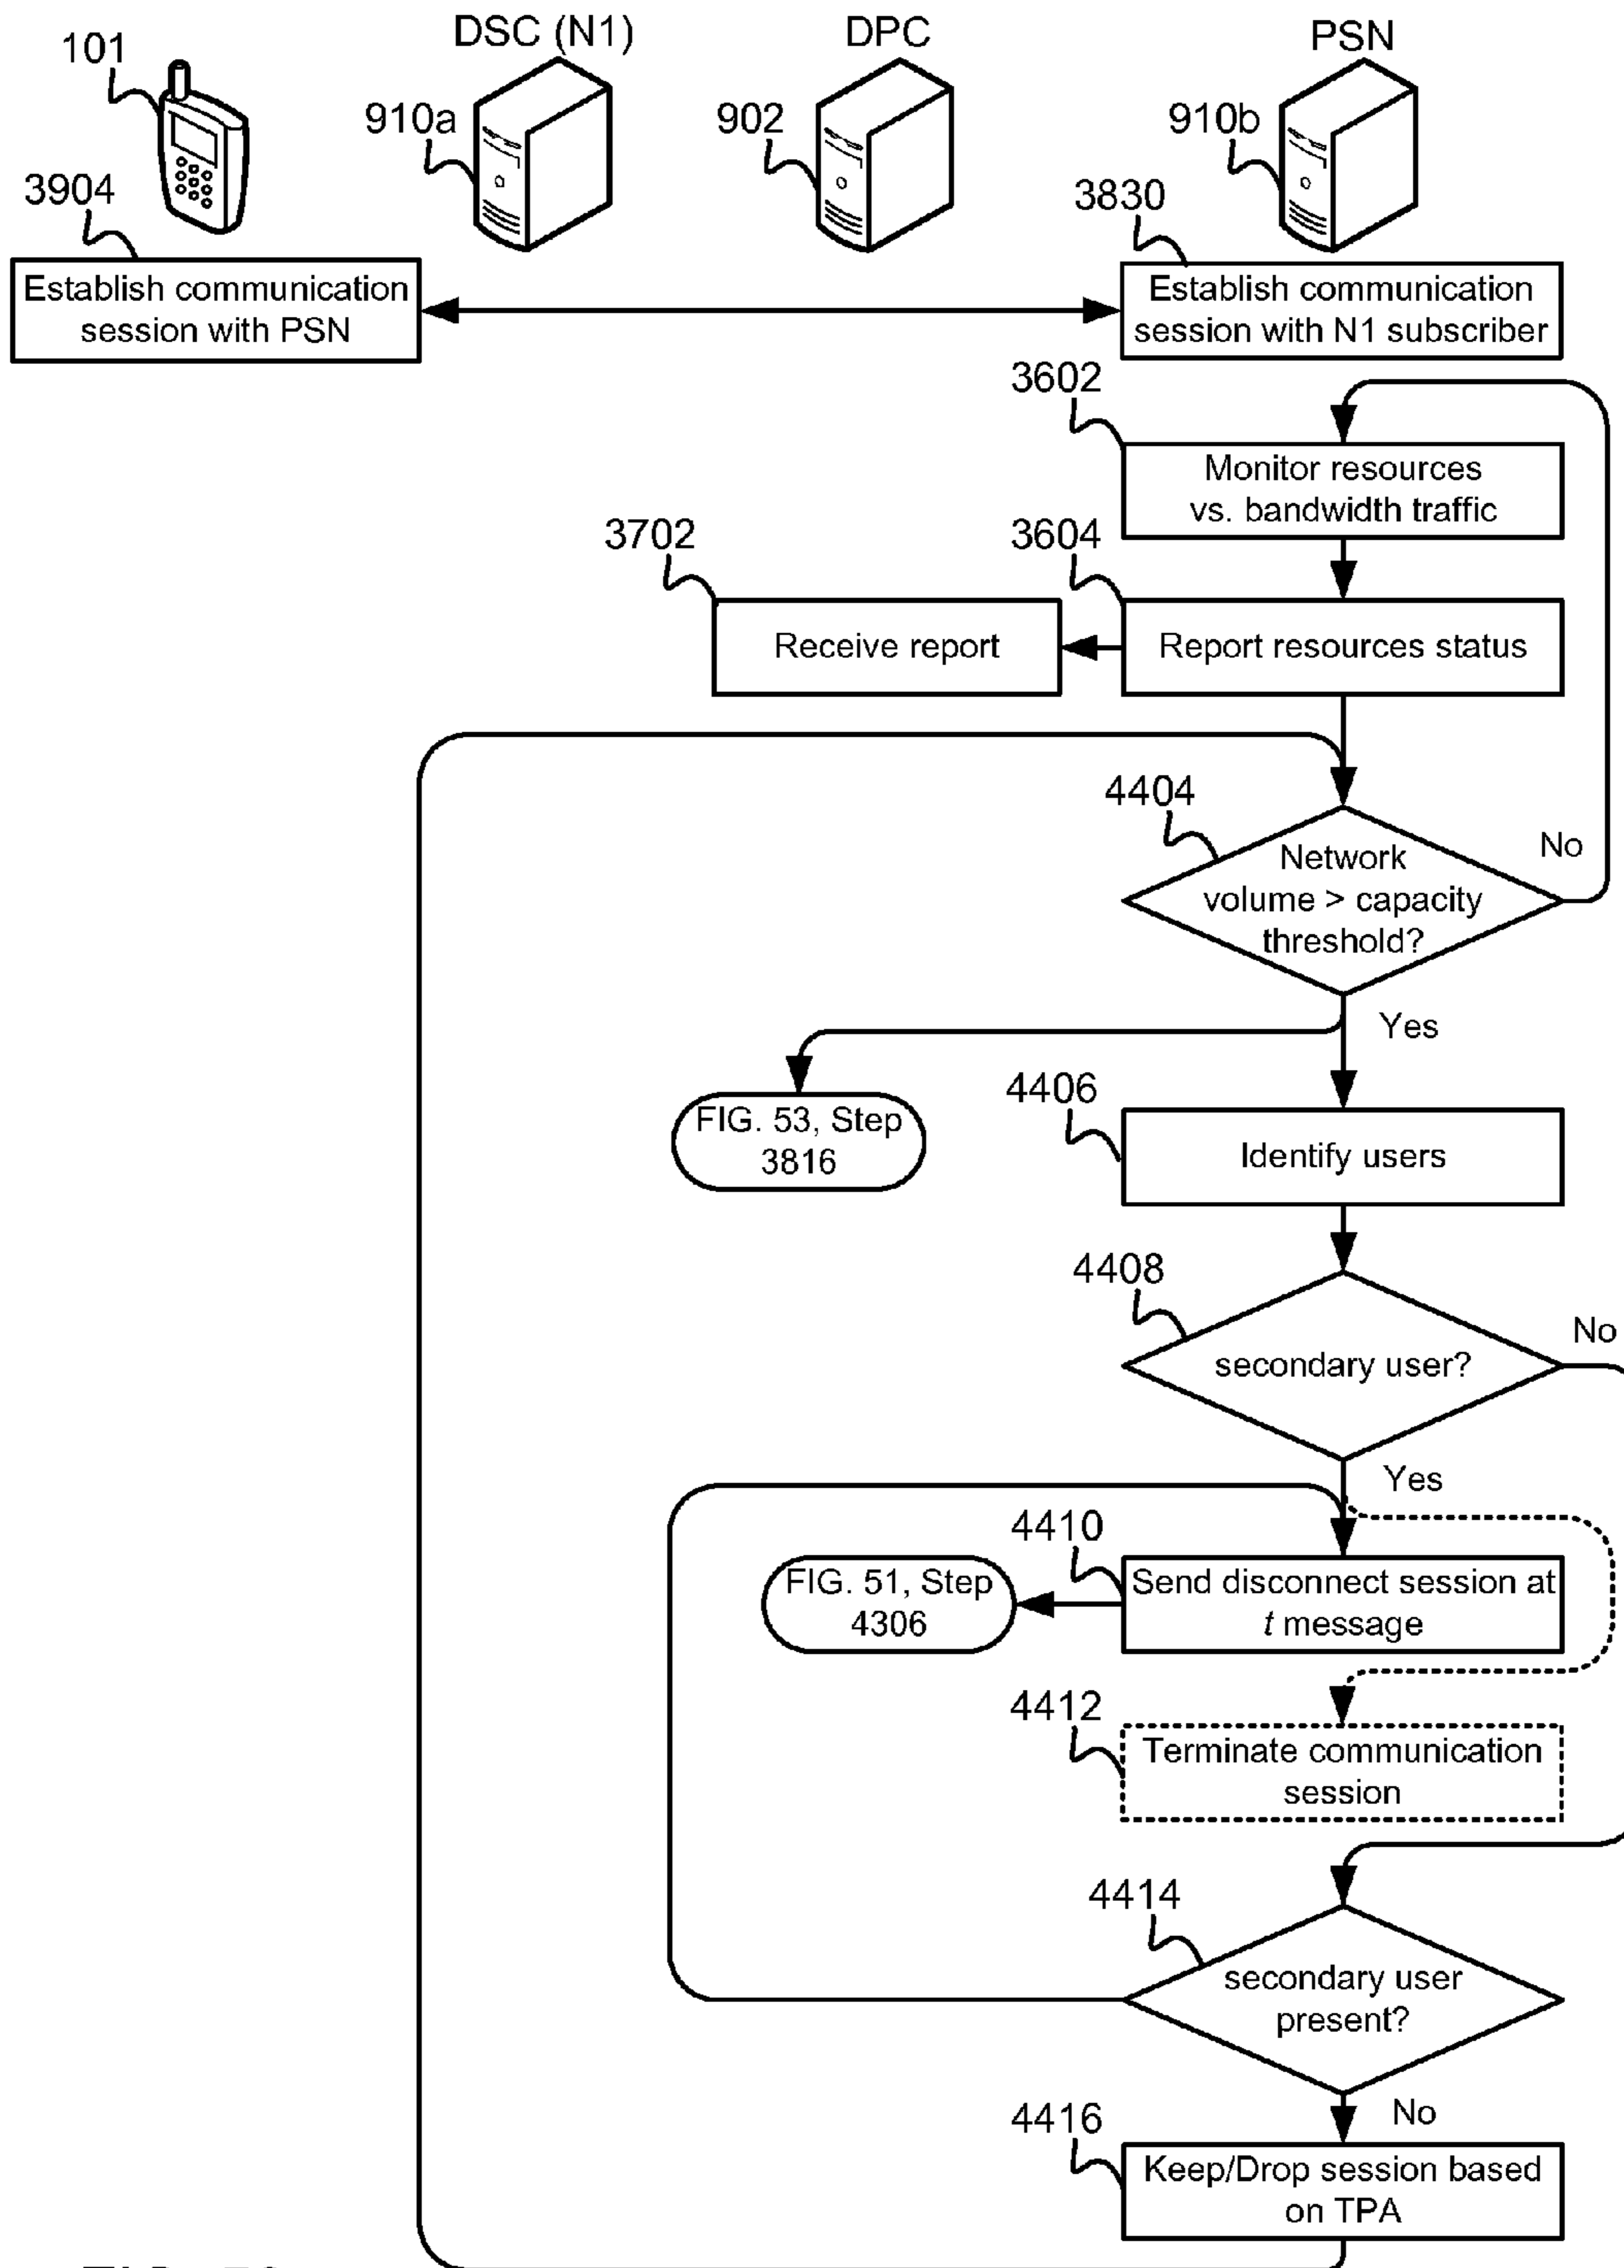 DSC (N1)
DPC
PSN
101
910a
902
910b
3904
3830
Establish communication
session with PSN
Establish communication
session with N1 subscriber
3602
Monitor resources
vs. bandwidth traffic
3702
3604
Receive report
Report resources status
4404
Network
volume > capacity
threshold?
No
Yes
4406
FIG. 53, Step
3816
Identify users
4408
secondary user?
No
Yes
4410
FIG. 51, Step
4306
Send disconnect session at
t message
4412
Terminate communication
session
4414
secondary user
present?
No
4416
Keep/Drop session based
on TPA